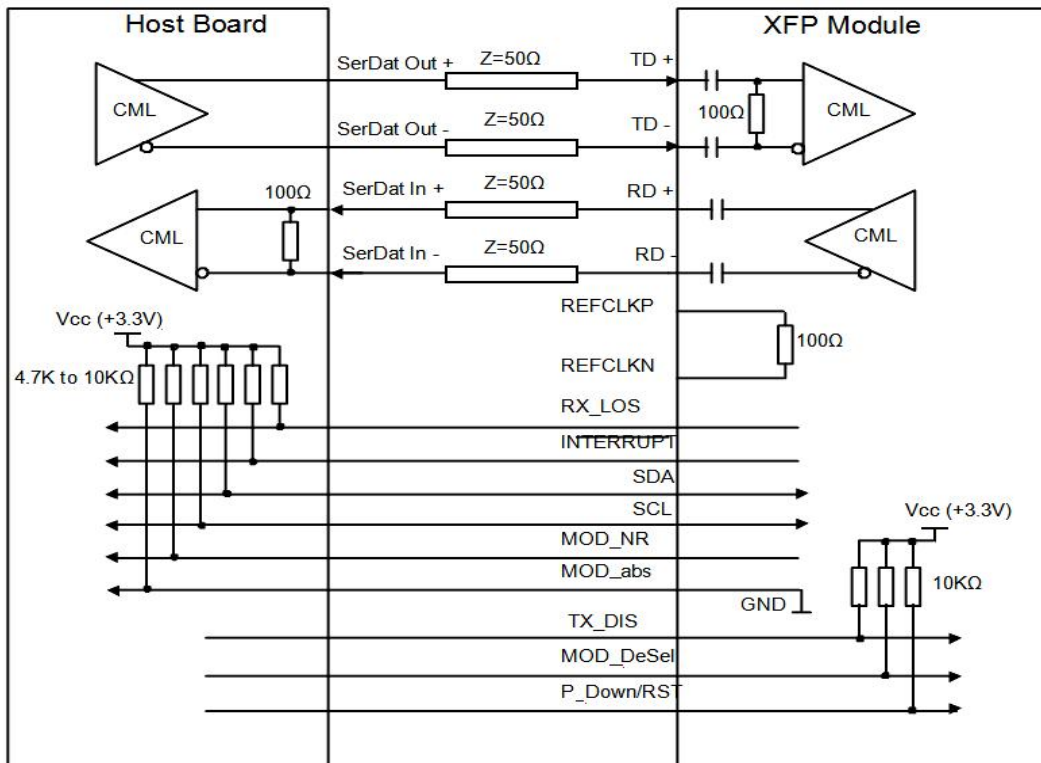 Host Board
XFP Module
SerDat Out +
Z=50Ω
TD +
CML
100Ω
CML
SerDat Out -
Z=50Ω
TD -
100Ω
SerDat In +
Z=50Ω
RD +
CML
CML
SerDat In -
Z=50Ω
RD -
Vcc (+3.3V)
REFCLKP
100Ω
4.7K to 10KΩ
REFCLKN
RX_LOS
INTERRUPT
SDA
SCL
Vcc (+3.3V)
MOD_NR
MOD_abs
10KΩ
GND
TX_DIS
MOD_DeSel
P_Down/RST